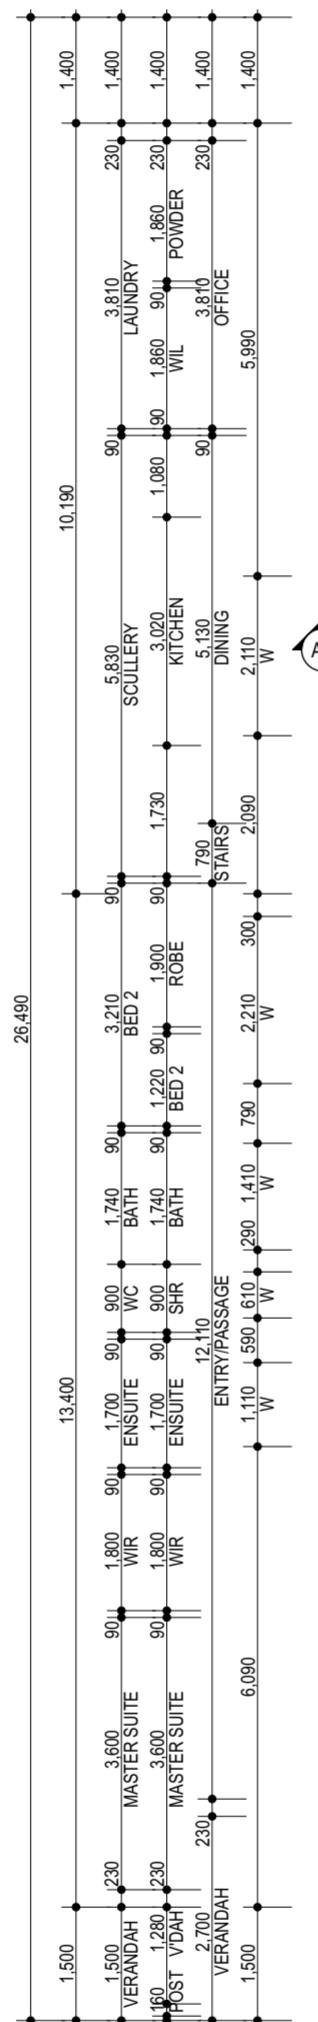 26,490
1,500 13,400 10,190 1,400
1,500 230 3,600 90 1,800 90 1,700 90 900 1,740 90 3,210 90 5,830 90 3,810 230 1,400
VERANDAH MASTER SUITE WIR ENSUITE WC BATH BED 2 SCULLERY LAUNDRY
160 1,280 230 3,600 90 1,800 90 1,700 90 900 1,740 90 1,220 90 1,900 90 1,730 3,020 1,080 90 1,860 90 1,860 230 1,400
POST V'DAH MASTER SUITE WIR ENSUITE SHR BATH BED 2 ROBE KITCHEN WIL POWDER
2,700 230 12,110 790 5,130 90 3,810 230 1,400
VERANDAH ENTRY/PASSAGE STAIRS DINING OFFICE
1,500 6,090 1,110 590 610 290 1,410 790 2,210 300 2,090 2,110 5,990 1,400
W W W W W
A